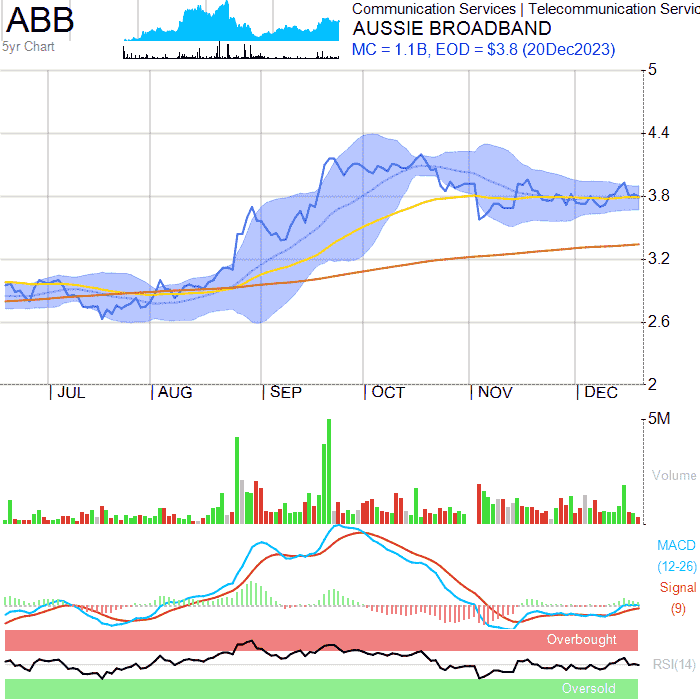 ABB
5yr Chart
Communication Services | Telecommunication Servic
AUSSIE BROADBAND
MC = 1.1B, EOD = $3.8 (20Dec2023)
5
4.4
3.8
3.2
2.6
2
JUL
AUG
SEP
OCT
NOV
DEC
5M
Volume
MACD
(12-26)
Signal
(9)
Overbought
RSI(14)
Oversold